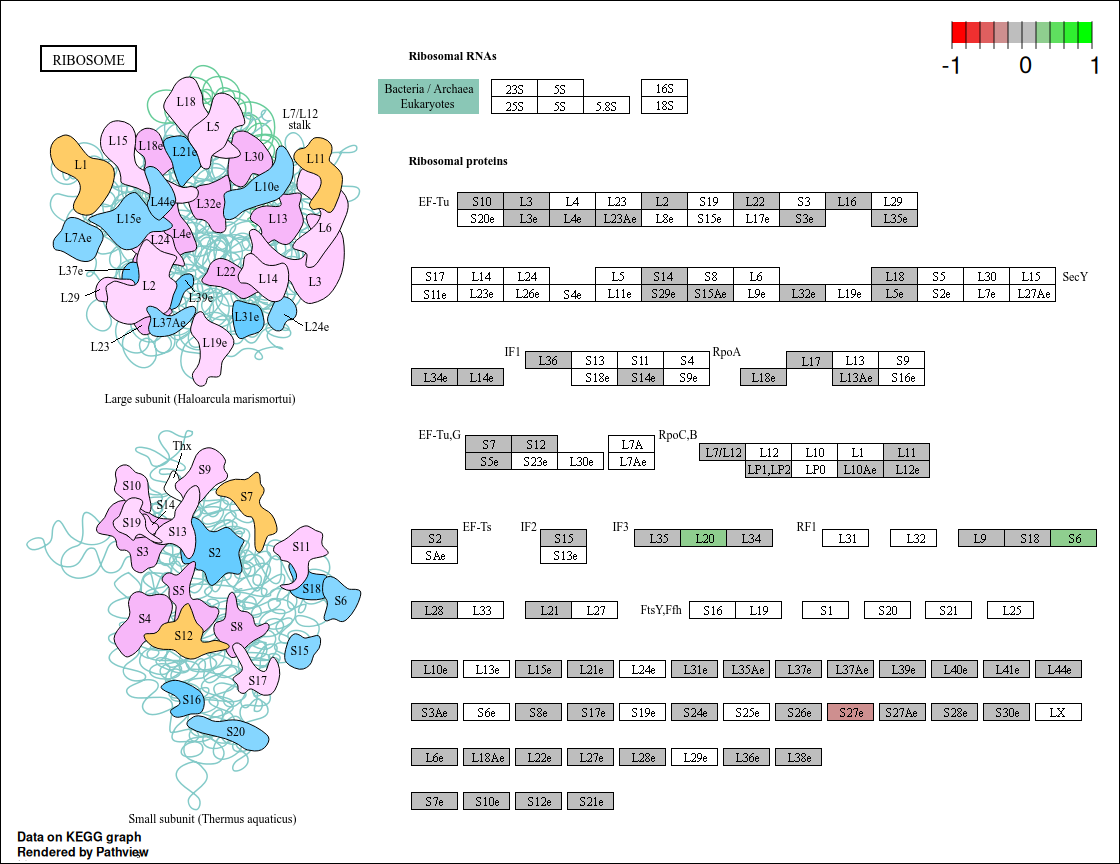 RIBOSOME
Ribosomal RNAs
-1 0 1
Bacteria / Archaea 23S 5S 16S
Eukaryotes 25S 5S 5.8S 18S
Ribosomal proteins
EF-Tu S10 L3 L4 L23 L2 S19 L22 S3 L16 L29
S20e L3e L4e L23Ae L8e S15e L17e S3e L35e
S17 L14 L24 L5 S14 S8 L6 L18 S5 L30 L15 SecY
S11e L23e L26e S4e L11e S29e S15Ae L9e L32e L19e L5e S2e L7e L27Ae
IF1 L36 S13 S11 S4 RpoA L17 L13 S9
L34e L14e S18e S14e S9e L18e L13Ae S16e
EF-Tu,G S7 S12 L7A RpoC,B L7/L12 L12 L10 L1 L11
S5e S23e L30e L7Ae LP1,LP2 LP0 L10Ae L12e
S2 EF-Ts IF2 S15 IF3 L35 L20 L34 RF1 L31 L32 L9 S18 S6
SAe S13e
L28 L33 L21 L27 FtsY,Ffh S16 L19 S1 S20 S21 L25
L10e L13e L15e L21e L24e L31e L35Ae L37e L37Ae L39e L40e L41e L44e
S3Ae S6e S8e S17e S19e S24e S25e S26e S27e S27Ae S28e S30e LX
L6e L18Ae L22e L27e L28e L29e L36e L38e
S7e S10e S12e S21e
L18
L5
L7/L12
stalk
L15
L18e
L21e
L30
L11
L1
L10e
L44e
L32e
L15e
L13
L6
L7Ae
L24
L4e
L37e
L22
L14
L3
L2
L29
L39e
L37Ae
L31e
L24e
L23
L19e
Large subunit (Haloarcula marismortui)
Thx
S9
S10
S7
S14
S19
S13
S3
S2
S11
S5
S18
S6
S4
S12
S8
S15
S17
S16
S20
Small subunit (Thermus aquaticus)
Data on KEGG graph
Rendered by Pathview